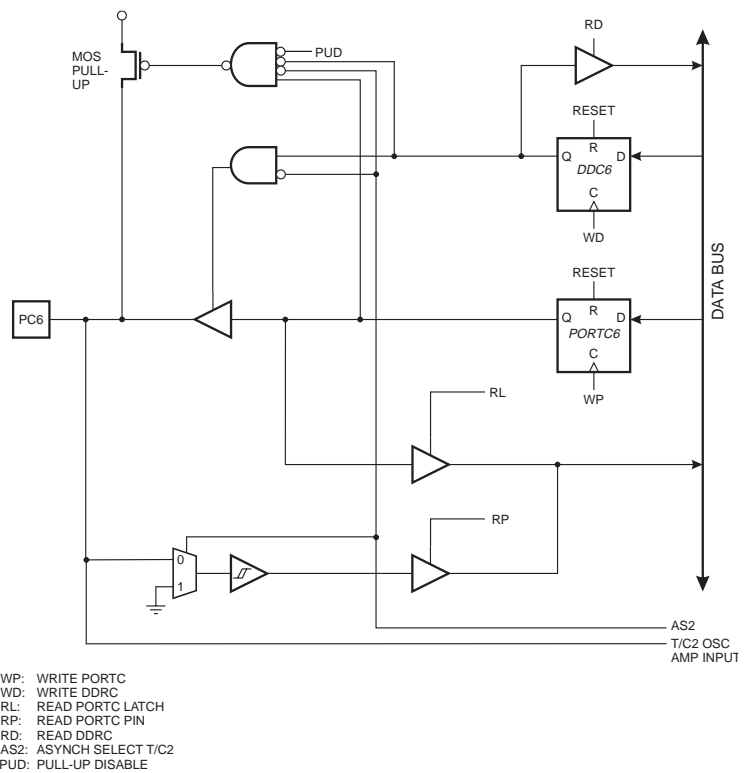 RD
MOS
PULL-
UP
PUD
RESET
R
Q
D
DDC6
C
WD
DATA BUS
RESET
R
PC6
Q
D
PORTC6
C
WP
RL
RP
0
1
AS2
T/C2 OSC
AMP INPUT
WP: WRITE PORTC
WD: WRITE DDRC
RL: READ PORTC LATCH
RP: READ PORTC PIN
RD: READ DDRC
AS2: ASYNCH SELECT T/C2
PUD: PULL-UP DISABLE